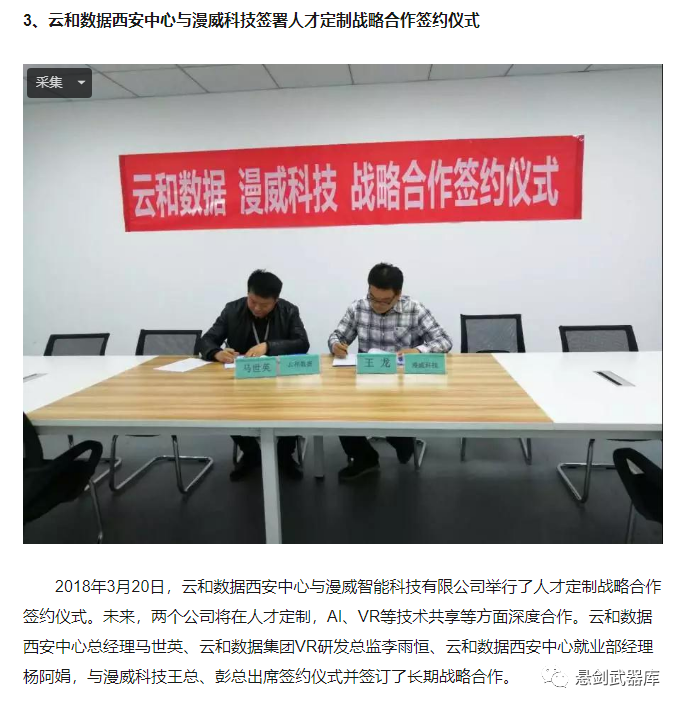 3、云和数据西安中心与漫威科技签署人才定制战略合作签约仪式
采集
云和数据 漫威科技 战略合作签约仪式
马世英 云和数据 王 龙 漫威科技
2018年3月20日，云和数据西安中心与漫威智能科技有限公司举行了人才定制战略合作
签约仪式。未来，两个公司将在人才定制，AI、VR等技术共享等方面深度合作。云和数据
西安中心总经理马世英、云和数据集团VR研发总监李雨恒、云和数据西安中心就业部经理
杨阿娟，与漫威科技王总、彭总出席签约仪式并签订了长期战略合作。
悬剑武器库